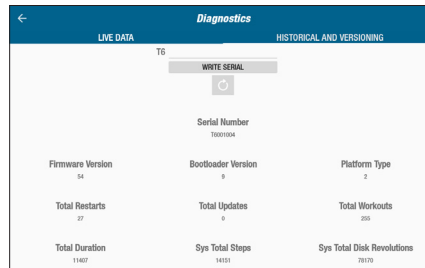 Diagnostics
LIVE DATA HISTORICAL AND VERSIONING
T6
WRITE SERIAL
Serial Number
T6001004
Firmware Version Bootloader Version Platform Type
54 9 2
Total Restarts Total Updates Total Workouts
27 0 255
Total Duration Sys Total Steps Sys Total Disk Revolutions
11407 14151 78170